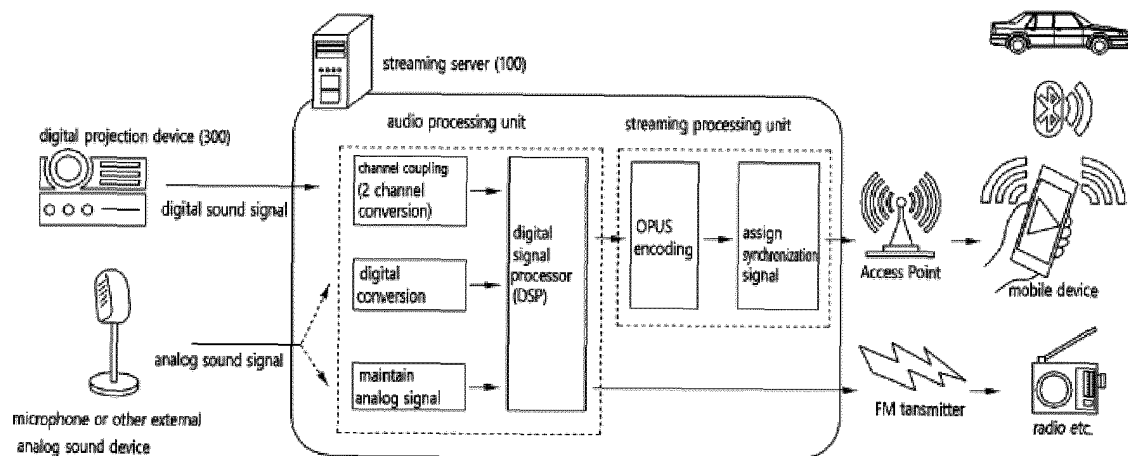 streaming server (100)
audio processing unit
streaming processing unit
digital projection device (300)
digital sound signal
channel coupling
(2 channel
conversion)
digital
conversion
maintain
analog signal
digital
signal
processor
(DSP)
OPUS
encoding
assign
synchronization
signal
Access Point
mobile device
analog sound signal
microphone or other external
analog sound device
FM tansmitter
radio etc.